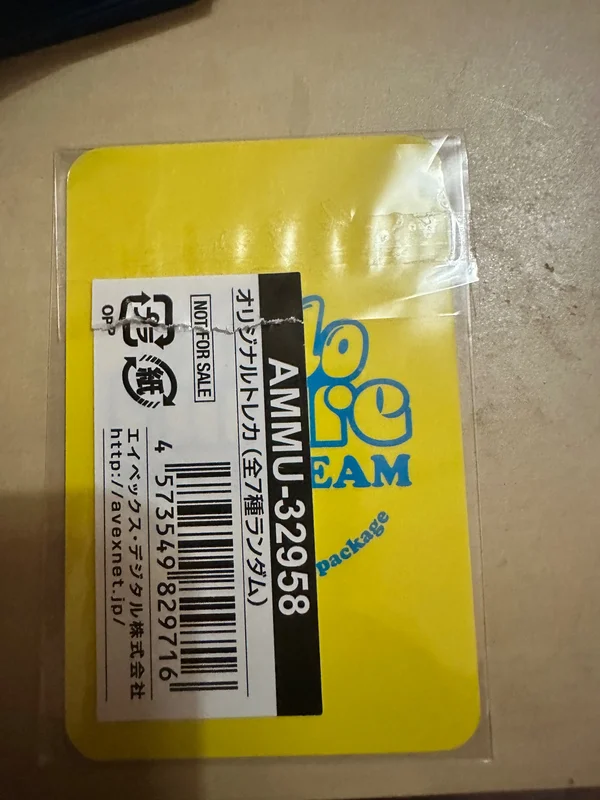 AMMU-32958
オリジナルトレカ (全7種ランダム)
NOT FOR SALE
紙
OP
4 573549 829716
エイベックス・デジタル株式会社
http://avexnet.jp/
EAM
package